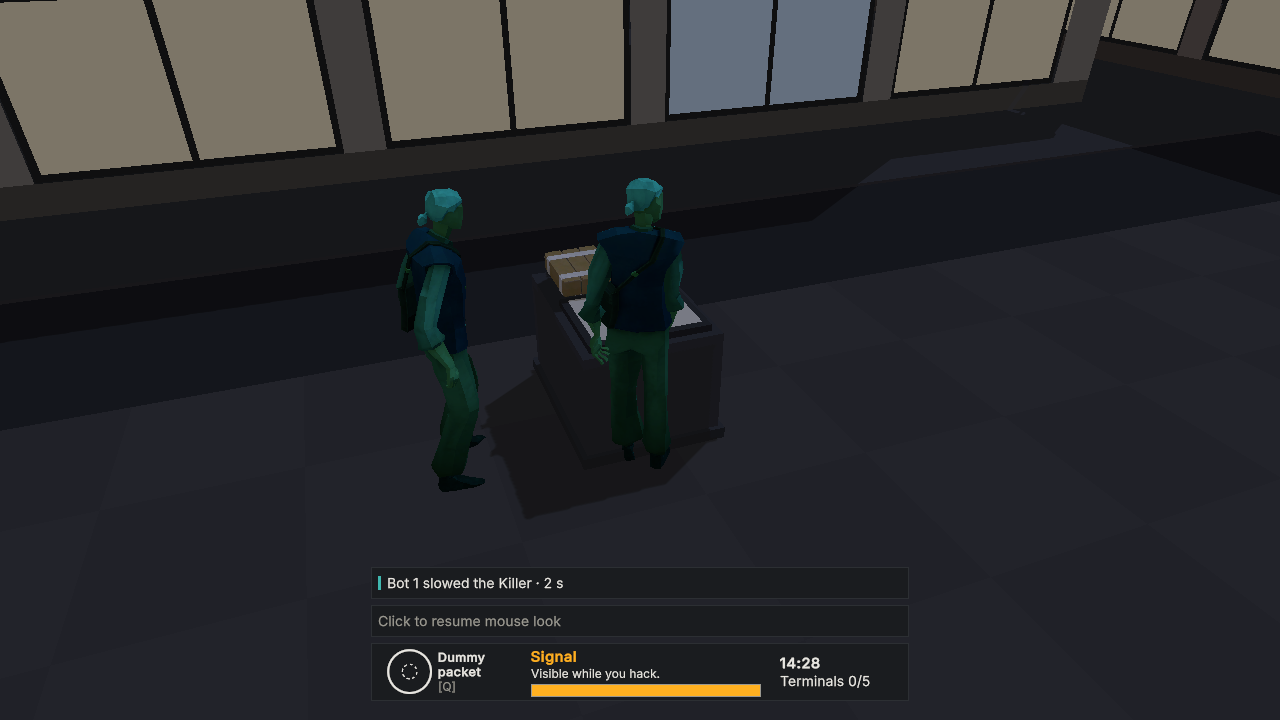 Bot 1 slowed the Killer · 2 s
Click to resume mouse look
Dummy
packet
[Q]
Signal
Visible while you hack.
14:28
Terminals 0/5